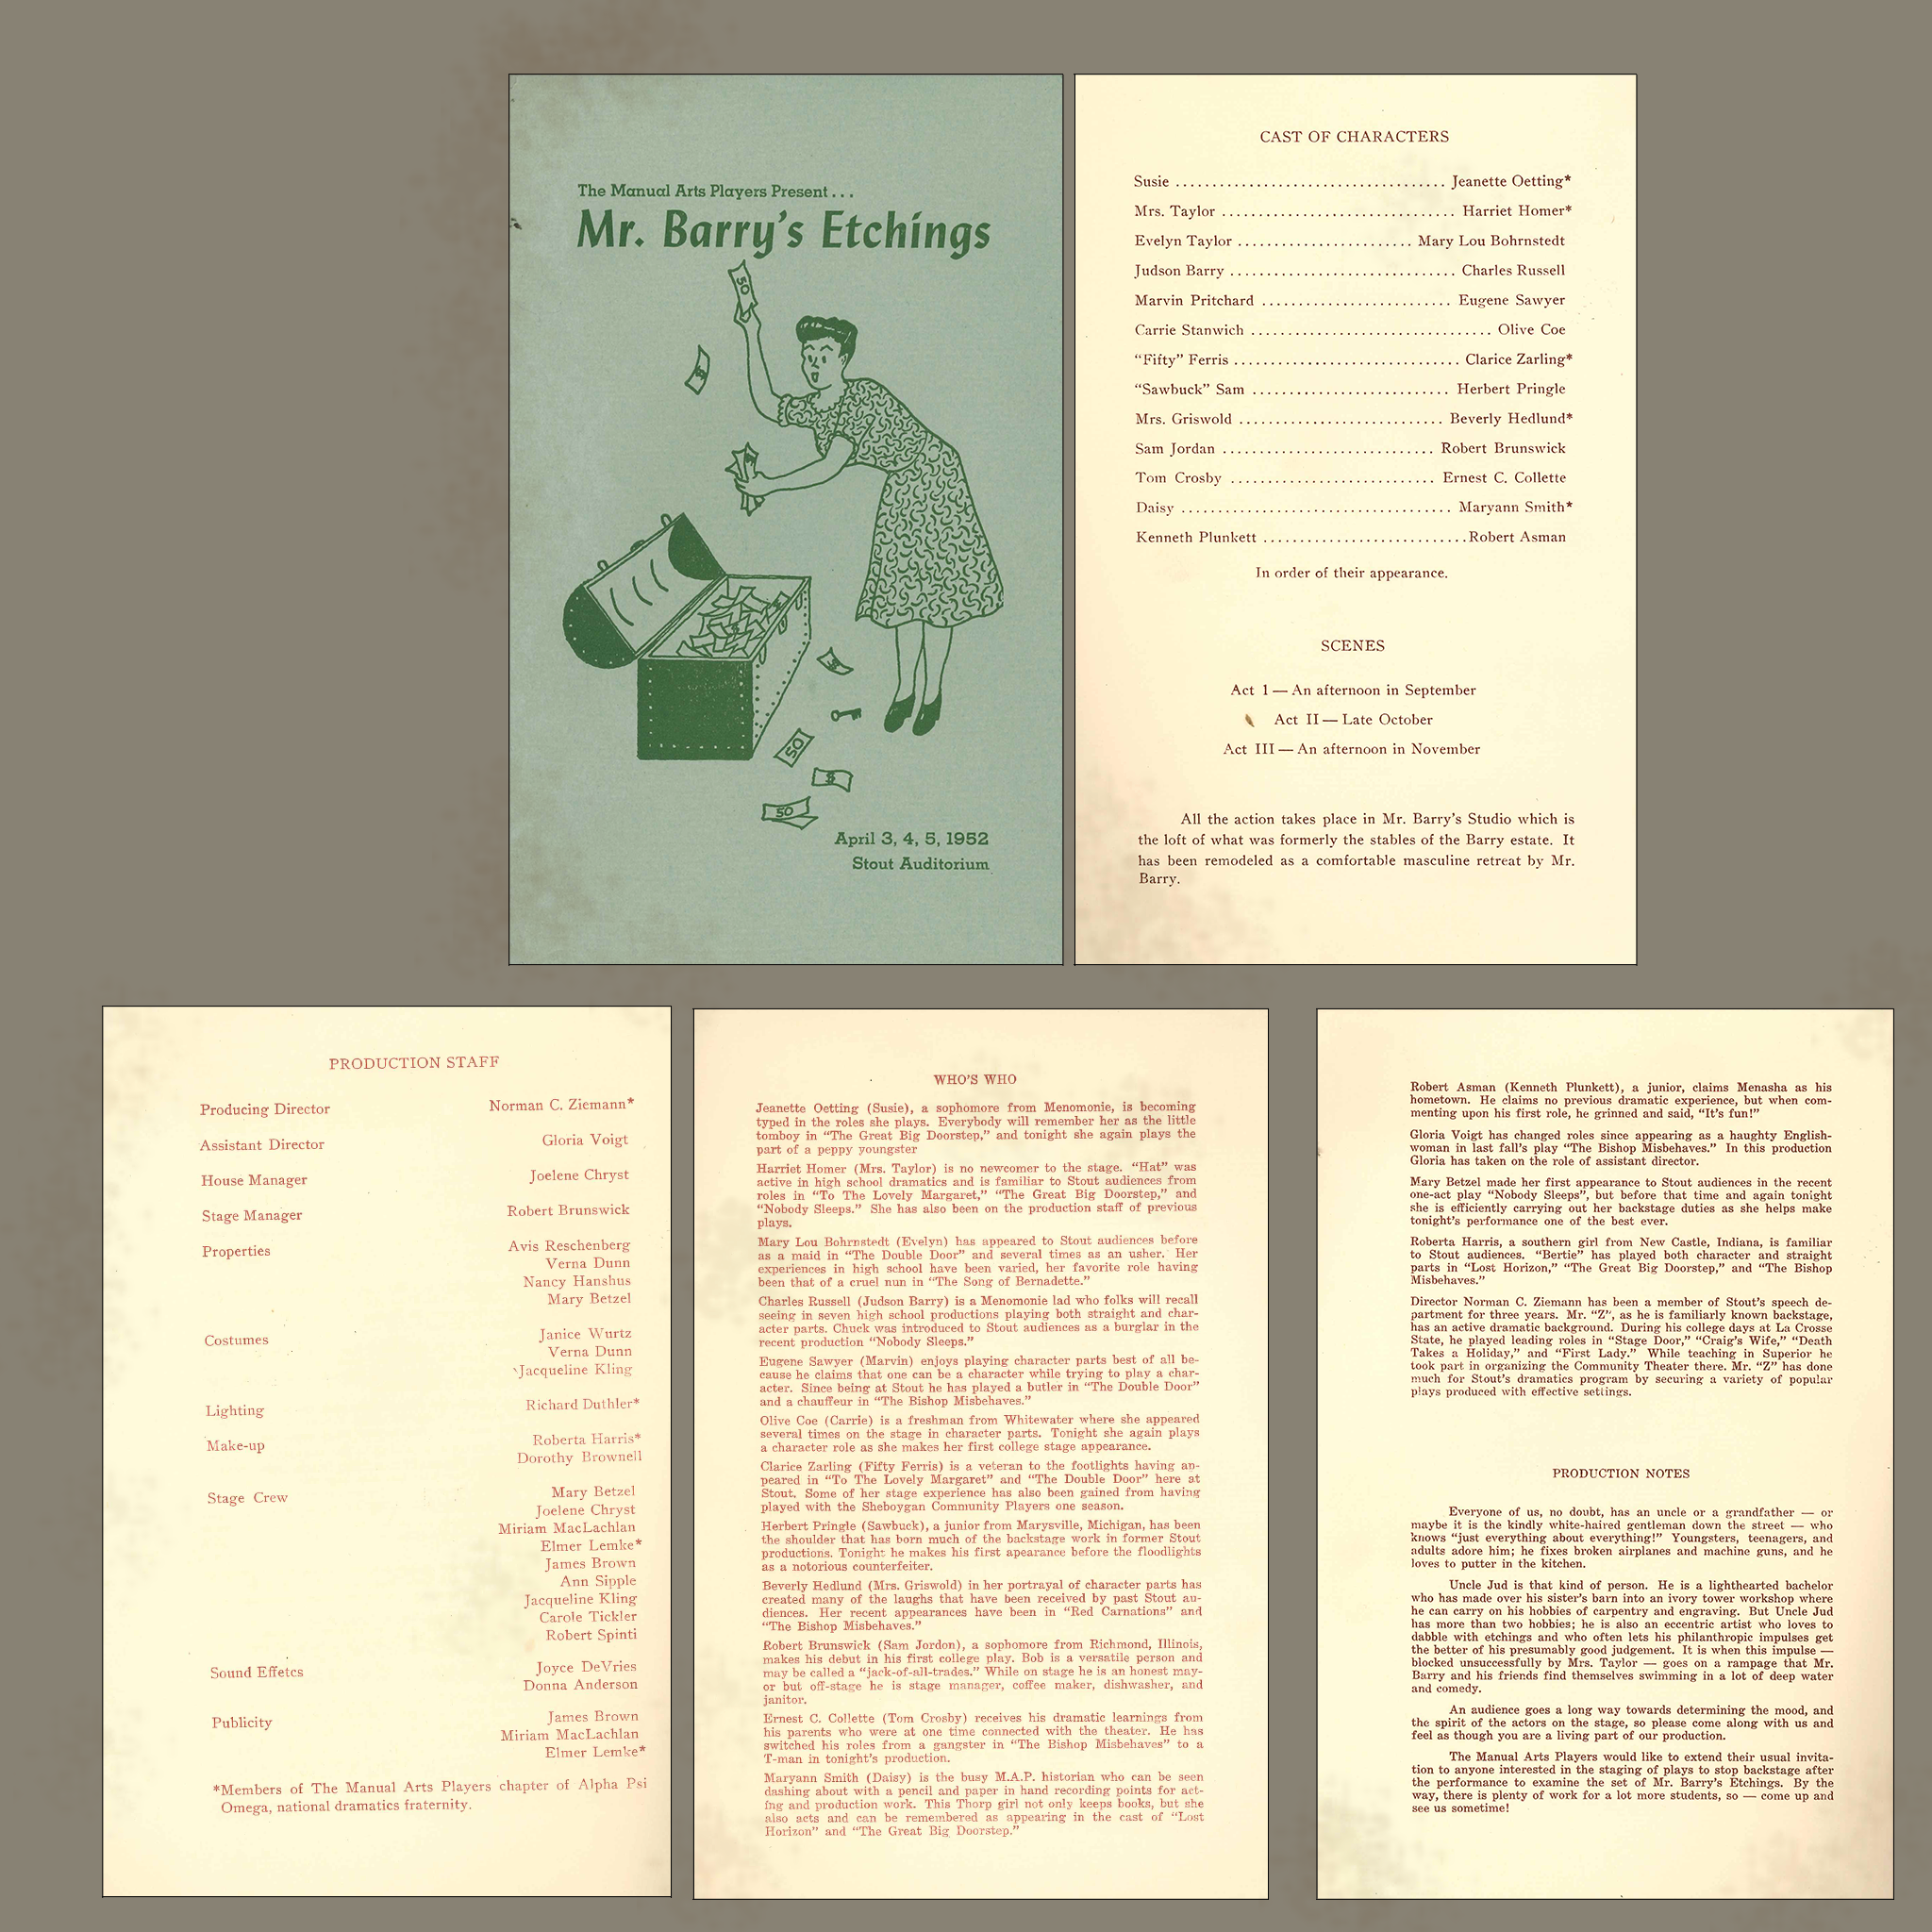 The Manual Arts Players Present . . .
Mr. Barry's Etchings
50
$
$
50
$
50
April 3, 4, 5, 1952
Stout Auditorium
CAST OF CHARACTERS
Susie .................................... Jeanette Oetting*
Mrs. Taylor ................................ Harriet Homer*
Evelyn Taylor ........................ Mary Lou Bohrnstedt
Judson Barry ............................... Charles Russell
Marvin Pritchard .......................... Eugene Sawyer
Carrie Stanwich ................................. Olive Coe
“Fifty” Ferris ............................... Clarice Zarling*
“Sawbuck” Sam ........................... Herbert Pringle
Mrs. Griswold ............................ Beverly Hedlund*
Sam Jordan ............................. Robert Brunswick
Tom Crosby ............................ Ernest C. Collette
Daisy ..................................... Maryann Smith*
Kenneth Plunkett ............................Robert Asman
In order of their appearance.
SCENES
Act 1 — An afternoon in September
Act II — Late October
Act III — An afternoon in November
All the action takes place in Mr. Barry's Studio which is
the loft of what was formerly the stables of the Barry estate. It
has been remodeled as a comfortable masculine retreat by Mr.
Barry.
PRODUCTION STAFF
Producing Director Norman C. Ziemann*
Assistant Director Gloria Voigt
House Manager Joelene Chryst
Stage Manager Robert Brunswick
Properties Avis Reschenberg
Verna Dunn
Nancy Hanshus
Mary Betzel
Costumes Janice Wurtz
Verna Dunn
Jacqueline Kling
Lighting Richard Duthler*
Make-up Roberta Harris*
Dorothy Brownell
Stage Crew Mary Betzel
Joelene Chryst
Miriam MacLachlan
Elmer Lemke*
James Brown
Ann Sipple
Jacqueline Kling
Carole Tickler
Robert Spinti
Sound Effetcs Joyce DeVries
Donna Anderson
Publicity James Brown
Miriam MacLachlan
Elmer Lemke*
*Members of The Manual Arts Players chapter of Alpha Psi
Omega, national dramatics fraternity.
WHO'S WHO
Jeanette Oetting (Susie), a sophomore from Menomonie, is becoming
typed in the roles she plays. Everybody will remember her as the little
tomboy in “The Great Big Doorstep,” and tonight she again plays the
part of a peppy youngster
Harriet Homer (Mrs. Taylor) is no newcomer to the stage. “Hat” was
active in high school dramatics and is familiar to Stout audiences from
roles in “To The Lovely Margaret,” “The Great Big Doorstep,” and
“Nobody Sleeps.” She has also been on the production staff of previous
plays.
Mary Lou Bohrnstedt (Evelyn) has appeared to Stout audiences before
as a maid in “The Double Door” and several times as an usher. Her
experiences in high school have been varied, her favorite role having
been that of a cruel nun in “The Song of Bernadette.”
Charles Russell (Judson Barry) is a Menomonie lad who folks will recall
seeing in seven high school productions playing both straight and char-
acter parts. Chuck was introduced to Stout audiences as a burglar in the
recent production “Nobody Sleeps.”
Eugene Sawyer (Marvin) enjoys playing character parts best of all be-
cause he claims that one can be a character while trying to play a char-
acter. Since being at Stout he has played a butler in “The Double Door”
and a chauffeur in “The Bishop Misbehaves.”
Olive Coe (Carrie) is a freshman from Whitewater where she appeared
several times on the stage in character parts. Tonight she again plays
a character role as she makes her first college stage appearance.
Clarice Zarling (Fifty Ferris) is a veteran to the footlights having ap-
peared in “To The Lovely Margaret” and “The Double Door” here at
Stout. Some of her stage experience has also been gained from having
played with the Sheboygan Community Players one season.
Herbert Pringle (Sawbuck), a junior from Marysville, Michigan, has been
the shoulder that has born much of the backstage work in former Stout
productions. Tonight he makes his first apearance before the floodlights
as a notorious counterfeiter.
Beverly Hedlund (Mrs. Griswold) in her portrayal of character parts has
created many of the laughs that have been received by past Stout au-
diences. Her recent appearances have been in “Red Carnations” and
“The Bishop Misbehaves.”
Robert Brunswick (Sam Jordon), a sophomore from Richmond, Illinois,
makes his debut in his first college play. Bob is a versatile person and
may be called a “jack-of-all-trades.” While on stage he is an honest may-
or but off-stage he is stage manager, coffee maker, dishwasher, and
janitor.
Ernest C. Collette (Tom Crosby) receives his dramatic learnings from
his parents who were at one time connected with the theater. He has
switched his roles from a gangster in “The Bishop Misbehaves” to a
T-man in tonight's production.
Maryann Smith (Daisy) is the busy M.A.P. historian who can be seen
dashing about with a pencil and paper in hand recording points for act-
ing and production work. This Thorp girl not only keeps books, but she
also acts and can be remembered as appearing in the cast of “Lost
Horizon” and “The Great Big Doorstep.”
Robert Asman (Kenneth Plunkett), a junior, claims Menasha as his
hometown. He claims no previous dramatic experience, but when com-
menting upon his first role, he grinned and said, “It's fun!”
Gloria Voigt has changed roles since appearing as a haughty English-
woman in last fall's play “The Bishop Misbehaves.” In this production
Gloria has taken on the role of assistant director.
Mary Betzel made her first appearance to Stout audiences in the recent
one-act play “Nobody Sleeps”, but before that time and again tonight
she is efficiently carrying out her backstage duties as she helps make
tonight's performance one of the best ever.
Roberta Harris, a southern girl from New Castle, Indiana, is familiar
to Stout audiences. “Bertie” has played both character and straight
parts in “Lost Horizon,” “The Great Big Doorstep,” and “The Bishop
Misbehaves.”
Director Norman C. Ziemann has been a member of Stout's speech de-
partment for three years. Mr. “Z”, as he is familiarly known backstage,
has an active dramatic background. During his college days at La Crosse
State, he played leading roles in “Stage Door,” “Craig's Wife,” “Death
Takes a Holiday,” and “First Lady.” While teaching in Superior he
took part in organizing the Community Theater there. Mr. “Z” has done
much for Stout's dramatics program by securing a variety of popular
plays produced with effective settings.
PRODUCTION NOTES
Everyone of us, no doubt, has an uncle or a grandfather — or
maybe it is the kindly white-haired gentleman down the street — who
knows “just everything about everything!” Youngsters, teenagers, and
adults adore him; he fixes broken airplanes and machine guns, and he
loves to putter in the kitchen.
Uncle Jud is that kind of person. He is a lighthearted bachelor
who has made over his sister's barn into an ivory tower workshop where
he can carry on his hobbies of carpentry and engraving. But Uncle Jud
has more than two hobbies; he is also an eccentric artist who loves to
dabble with etchings and who often lets his philanthropic impulses get
the better of his presumably good judgement. It is when this impulse —
blocked unsuccessfully by Mrs. Taylor — goes on a rampage that Mr.
Barry and his friends find themselves swimming in a lot of deep water
and comedy.
An audience goes a long way towards determining the mood, and
the spirit of the actors on the stage, so please come along with us and
feel as though you are a living part of our production.
The Manual Arts Players would like to extend their usual invita-
tion to anyone interested in the staging of plays to stop backstage after
the performance to examine the set of Mr. Barry's Etchings. By the
way, there is plenty of work for a lot more students, so — come up and
see us sometime!